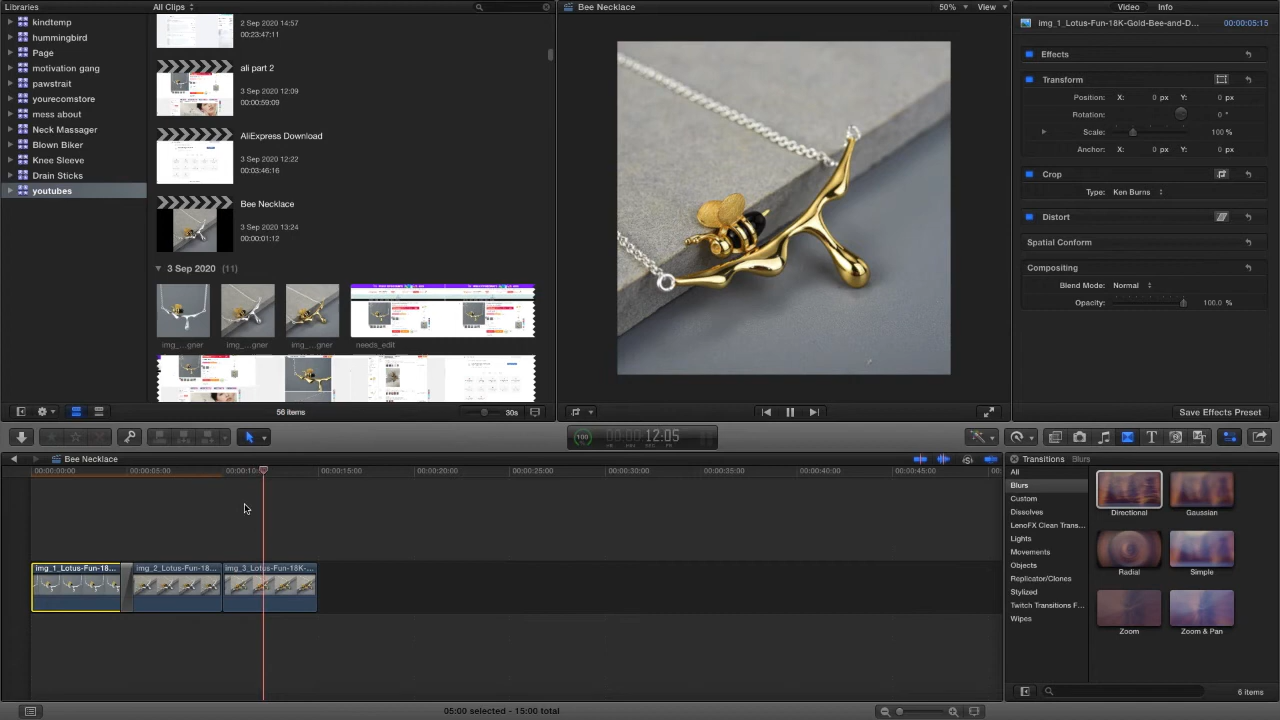 Libraries
All Clips
Bee Necklace
50%
View
Video
Info
kindtemp
hummingbird
Page
motivation gang
pawstrait
yourecomstore
mess about
Neck Massager
Blown Biker
Knee Sleeve
Drain Sticks
youtubes
2 Sep 2020 14:57
00:23:47:11
ali part 2
3 Sep 2020 12:09
00:00:59:09
AliExpress Download
3 Sep 2020 12:22
00:03:46:16
Bee Necklace
3 Sep 2020 13:24
00:00:01:12
3 Sep 2020 (11)
img_...gner
img_...gner
img_...gner
needs_edit
56 items
30s
img_1_Lotus-Fun-18K-Gold-Bee-and-D...
00:00:05:15
Effects
Transform
Position: X: 0 px Y: 0 px
Rotation: 0 °
Scale: 100 %
Anchor: X: 0 px Y: 0 px
Crop
Type: Ken Burns
Distort
Spatial Conform
Compositing
Blend Mode: Normal
Opacity: 100.0 %
Save Effects Preset
100
00:00:12:05
HR MIN SEC FR
Bee Necklace
00:00:00:00
00:00:05:00
00:00:10:
00:00:15:00
00:00:20:00
00:00:25:00
00:00:30:00
00:00:35:00
00:00:40:00
00:00:45:00
00:
img_1_Lotus-Fun-18...
img_2_Lotus-Fun-18...
img_3_Lotus-Fun-18K-...
Transitions
Blurs
All
Blurs
Custom
Dissolves
LenoFX Clean Trans...
Lights
Movements
Objects
Replicator/Clones
Stylized
Twitch Transitions F...
Wipes
Directional
Gaussian
Radial
Simple
Zoom
Zoom & Pan
6 items
05:00 selected - 15:00 total